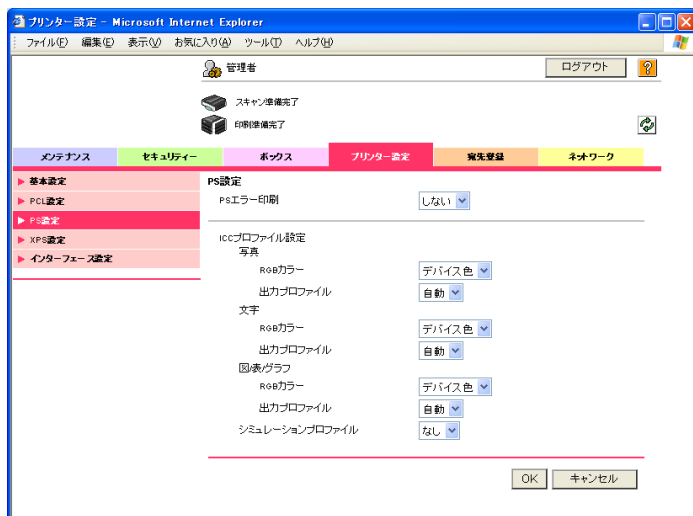 プリンター設定 - Microsoft Internet Explorer
ファイル(F) 編集(E) 表示(V) お気に入り(A) ツール(T) ヘルプ(H)
管理者 ログアウト ?
スキャン準備完了
印刷準備完了
メンテナンス セキュリティー ボックス プリンター設定 宛先登録 ネットワーク
基本設定
PCL設定
PS設定
XPS設定
インターフェース設定
PS設定
PSエラー印刷 しない
ICCプロファイル設定
写真
RGBカラー デバイス色
出力プロファイル 自動
文字
RGBカラー デバイス色
出力プロファイル 自動
図/表/グラフ
RGBカラー デバイス色
出力プロファイル 自動
シミュレーションプロファイル なし
OK キャンセル